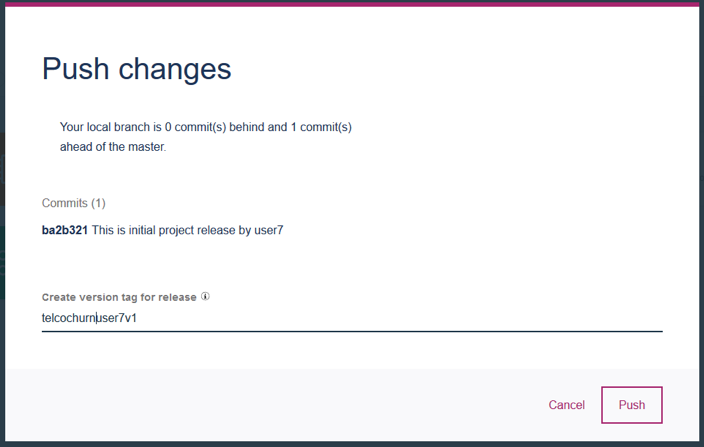 Push changes
Your local branch is 0 commit(s) behind and 1 commit(s)
ahead of the master.
Commits (1)
ba2b321 This is initial project release by user7
Create version tag for release
telcochurnuser7v1
Cancel
Push